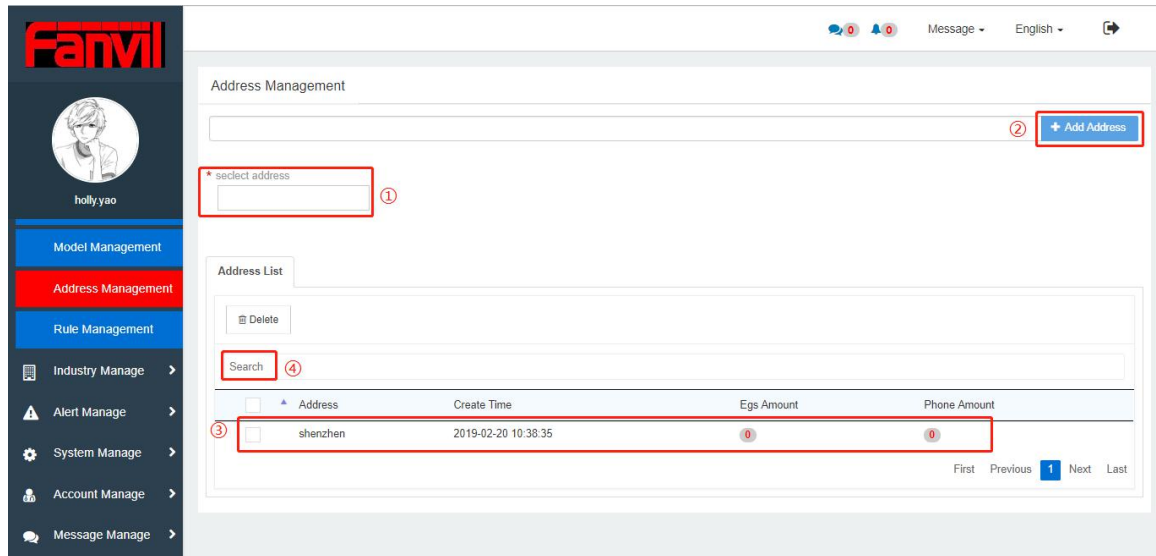 Fanvil
0 0 Message English
Address Management
② + Add Address
* seclect address
①
holly.yao
Model Management
Address Management
Rule Management
Industry Manage
Alert Manage
System Manage
Account Manage
Message Manage
Address List
Delete
Search ④
Address Create Time Egs Amount Phone Amount
③ shenzhen 2019-02-20 10:38:35 0 0
First Previous 1 Next Last